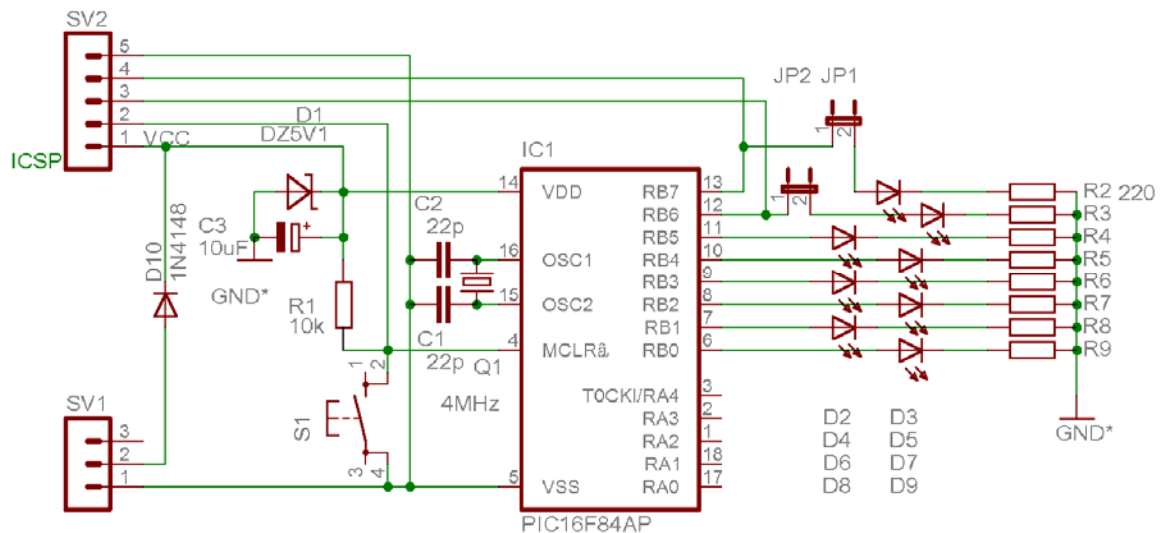 SV2
5
4
3
2
1
ICSP
VCC
D1
DZ5V1
C3
10uF
GND*
D10
1N4148
R1
10k
C2
22p
C1
22p
Q1
4MHz
S1
1
2
3
4
SV1
3
2
1
IC1
14
VDD
16
OSC1
15
OSC2
4
MCLRâ
5
VSS
RB7
13
RB6
12
RB5
11
RB4
10
RB3
9
RB2
8
RB1
7
RB0
6
T0CKI/RA4
3
RA3
2
RA2
1
RA1
18
RA0
17
PIC16F84AP
JP2 JP1
1
2
1
2
R2 220
R3
R4
R5
R6
R7
R8
R9
GND*
D2 D3
D4 D5
D6 D7
D8 D9